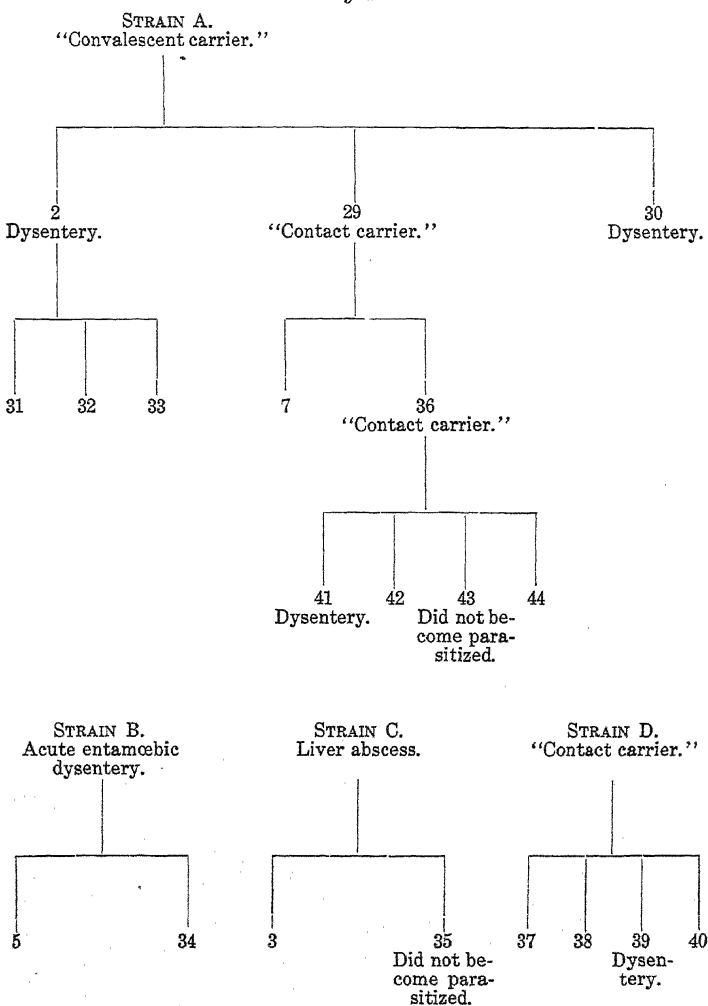 STRAIN A.
"Convalescent carrier."
2 29 30
Dysentery. "Contact carrier." Dysentery.
31 32 33 7 36
"Contact carrier."
41 42 43 44
Dysentery. Did not be-
come para-
sitized.
STRAIN B. STRAIN C. STRAIN D.
Acute entamœbic Liver abscess. "Contact carrier."
dysentery.
5 34 3 35 37 38 39 40
Did not be- Dysen-
come para- tery.
sitized.